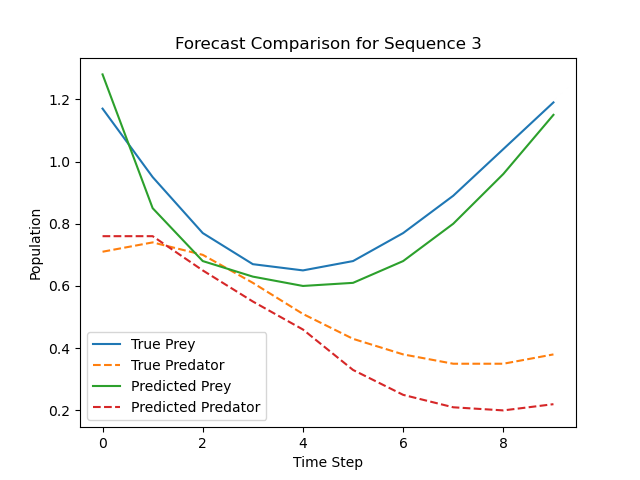 Forecast Comparison for Sequence 3
Population
1.2
1.0
0.8
0.6
0.4
0.2
True Prey
True Predator
Predicted Prey
Predicted Predator
0 2 4 6 8
Time Step